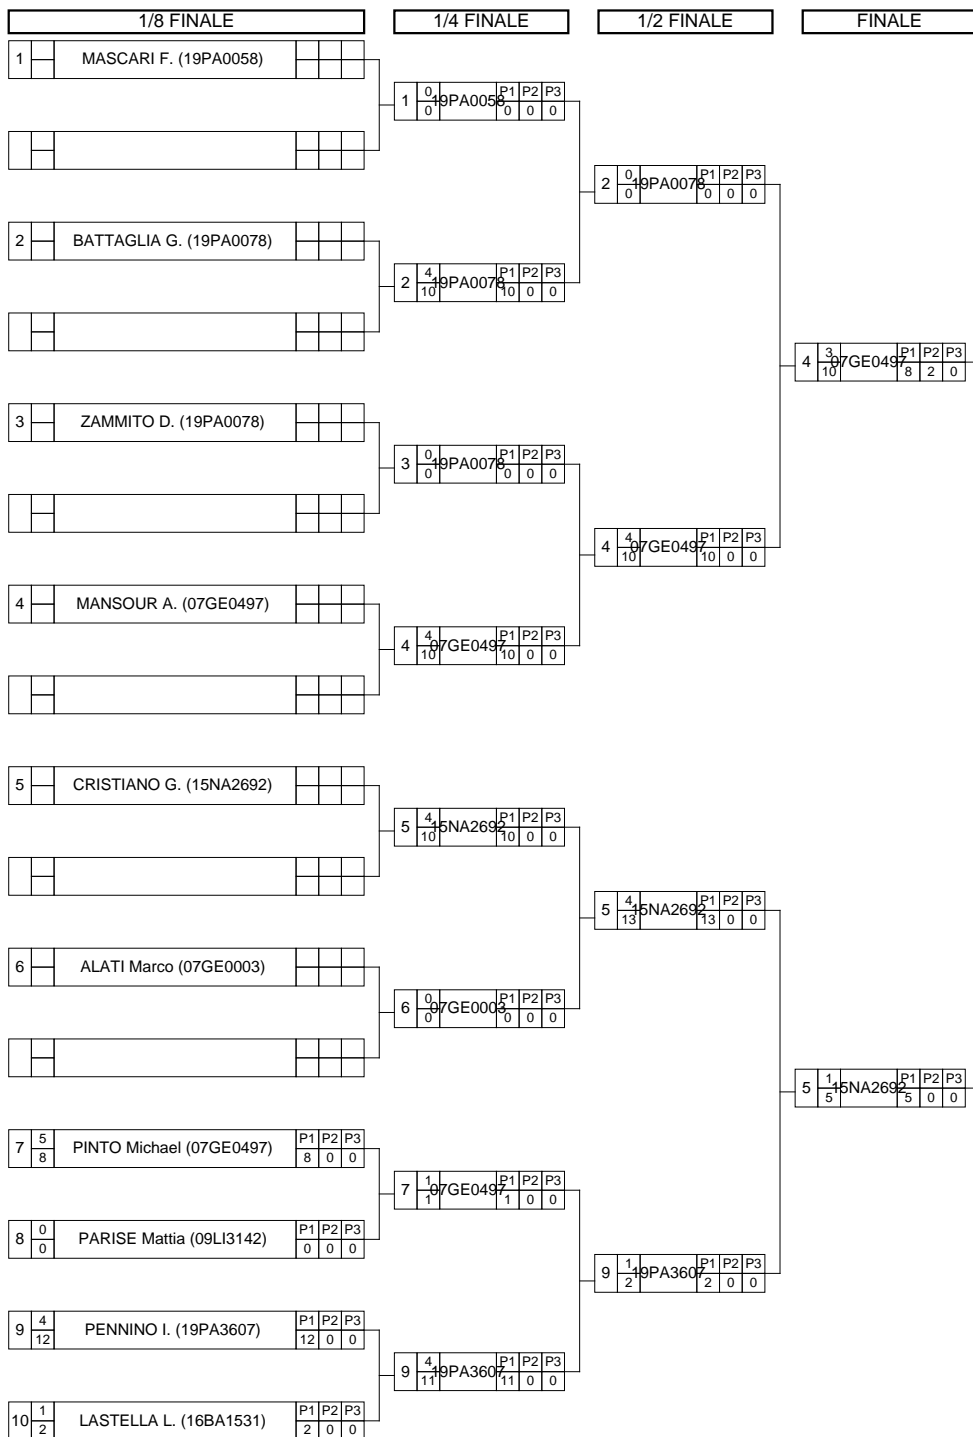 1/8 FINALE 1/4 FINALE 1/2 FINALE FINALE
1 MASCARI F. (19PA0058)
1 0 0 19PA0058 P1 P2 P3 0 0 0
2 0 0 19PA0078 P1 P2 P3 0 0 0
2 BATTAGLIA G. (19PA0078)
2 4 10 19PA0078 P1 P2 P3 10 0 0
4 3 10 07GE0497 P1 P2 P3 8 2 0
3 ZAMMITO D. (19PA0078)
3 0 0 19PA0078 P1 P2 P3 0 0 0
4 4 10 07GE0497 P1 P2 P3 10 0 0
4 MANSOUR A. (07GE0497)
4 4 10 07GE0497 P1 P2 P3 10 0 0
5 CRISTIANO G. (15NA2692)
5 4 10 15NA2692 P1 P2 P3 10 0 0
5 4 13 15NA2692 P1 P2 P3 13 0 0
6 ALATI Marco (07GE0003)
6 0 0 07GE0003 P1 P2 P3 0 0 0
5 1 5 15NA2692 P1 P2 P3 5 0 0
7 5 8 PINTO Michael (07GE0497) P1 P2 P3 8 0 0
7 1 1 07GE0497 P1 P2 P3 1 0 0
8 0 0 PARISE Mattia (09LI3142) P1 P2 P3 0 0 0
9 1 2 19PA3607 P1 P2 P3 2 0 0
9 4 12 PENNINO I. (19PA3607) P1 P2 P3 12 0 0
9 4 11 19PA3607 P1 P2 P3 11 0 0
10 1 2 LASTELLA L. (16BA1531) P1 P2 P3 2 0 0